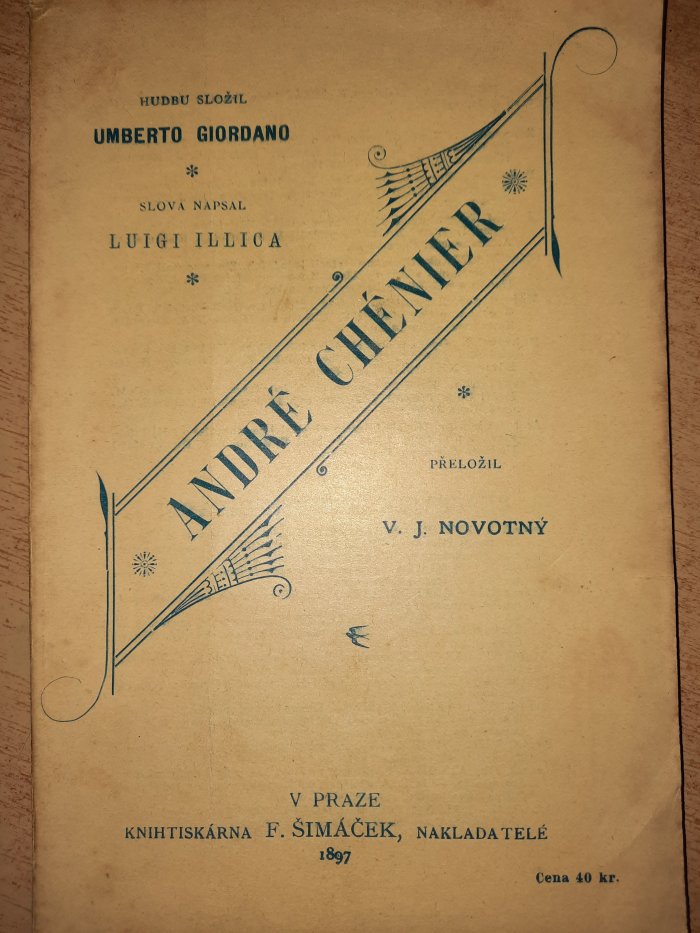 HUDBU SLOŽIL
UMBERTO GIORDANO
*
SLOVA NAPSAL
LUIGI ILLICA
*
ANDRÉ CHÉNIER
*
PŘELOŽIL
V. J. NOVOTNÝ
V PRAZE
KNIHTISKÁRNA F. ŠIMÁČEK, NAKLADATELÉ
1897
Cena 40 kr.